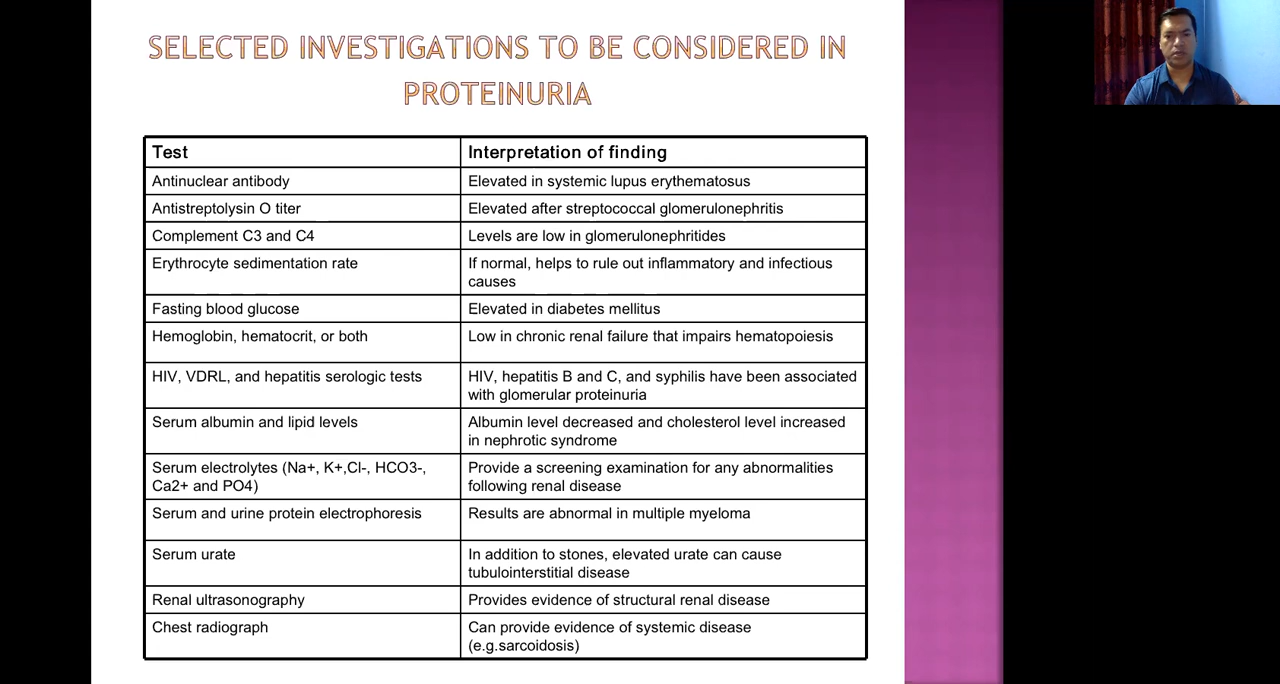 SELECTED INVESTIGATIONS TO BE CONSIDERED IN
PROTEINURIA
Test
Interpretation of finding
Antinuclear antibody
Elevated in systemic lupus erythematosus
Antistreptolysin O titer
Elevated after streptococcal glomerulonephritis
Complement C3 and C4
Levels are low in glomerulonephritides
Erythrocyte sedimentation rate
If normal, helps to rule out inflammatory and infectious
causes
Fasting blood glucose
Elevated in diabetes mellitus
Hemoglobin, hematocrit, or both
Low in chronic renal failure that impairs hematopoiesis
HIV, VDRL, and hepatitis serologic tests
HIV, hepatitis B and C, and syphilis have been associated
with glomerular proteinuria
Serum albumin and lipid levels
Albumin level decreased and cholesterol level increased
in nephrotic syndrome
Serum electrolytes (Na+, K+,Cl-, HCO3-,
Ca2+ and PO4)
Provide a screening examination for any abnormalities
following renal disease
Serum and urine protein electrophoresis
Results are abnormal in multiple myeloma
Serum urate
In addition to stones, elevated urate can cause
tubulointerstitial disease
Renal ultrasonography
Provides evidence of structural renal disease
Chest radiograph
Can provide evidence of systemic disease
(e.g.sarcoidosis)